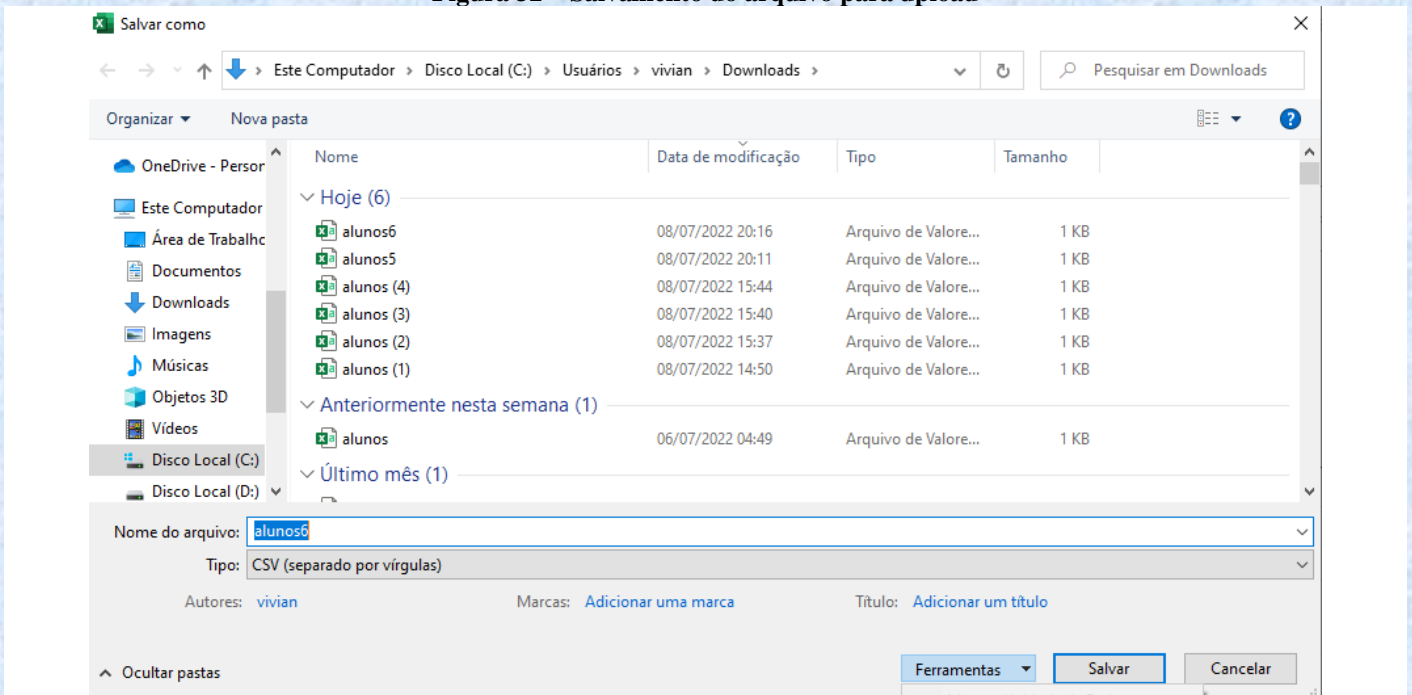 Salvar como
Este Computador > Disco Local (C:) > Usuários > vivian > Downloads >
Pesquisar em Downloads
Organizar
Nova pasta
OneDrive - Person
Este Computador
Área de Trabalho
Documentos
Downloads
Imagens
Músicas
Objetos 3D
Vídeos
Disco Local (C:)
Disco Local (D:)
Nome Data de modificação Tipo Tamanho
Hoje (6)
alunos6 08/07/2022 20:16 Arquivo de Valore... 1 KB
alunos5 08/07/2022 20:11 Arquivo de Valore... 1 KB
alunos (4) 08/07/2022 15:44 Arquivo de Valore... 1 KB
alunos (3) 08/07/2022 15:40 Arquivo de Valore... 1 KB
alunos (2) 08/07/2022 15:37 Arquivo de Valore... 1 KB
alunos (1) 08/07/2022 14:50 Arquivo de Valore... 1 KB
Anteriormente nesta semana (1)
alunos 06/07/2022 04:49 Arquivo de Valore... 1 KB
Último mês (1)
Nome do arquivo: alunos6
Tipo: CSV (separado por vírgulas)
Autores: vivian Marcas: Adicionar uma marca Título: Adicionar um título
Ocultar pastas
Ferramentas Salvar Cancelar